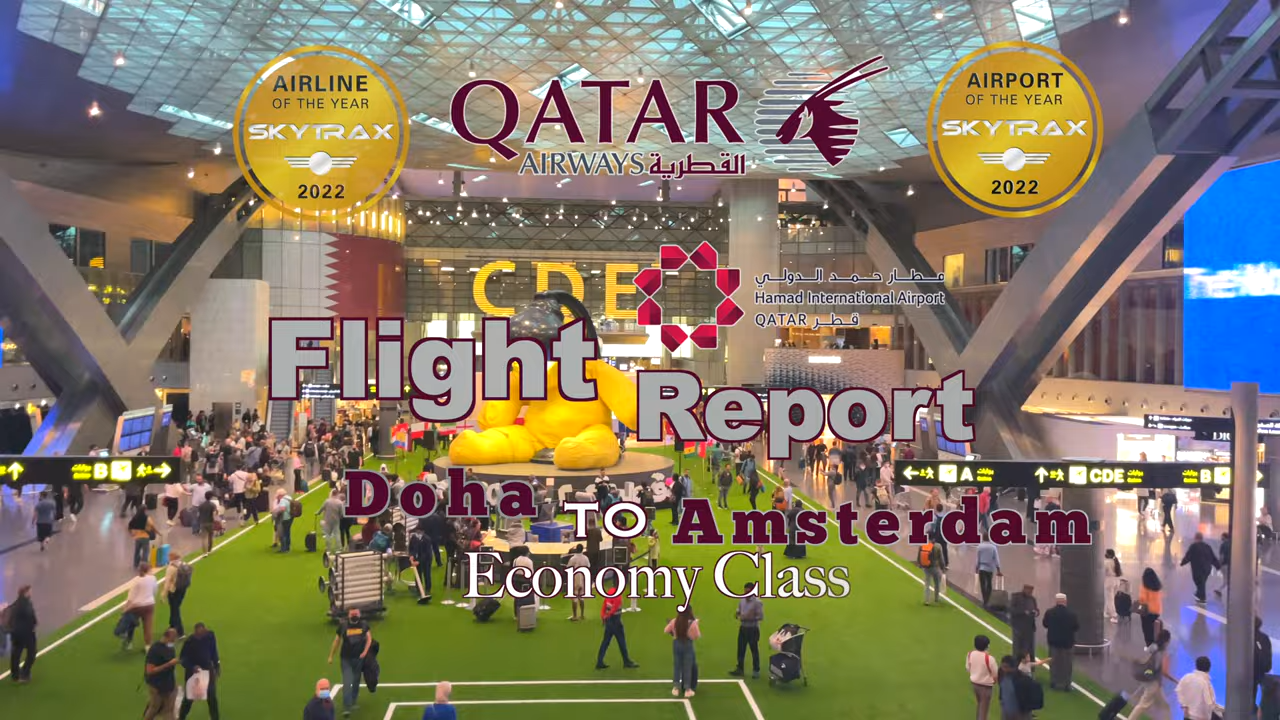 AIRLINE
OF THE YEAR
SKYTRAX
2022
QATAR
AIRWAYS القطرية
AIRPORT
OF THE YEAR
SKYTRAX
2022
CDE
مطار حمد الدولي
Hamad International Airport
QATAR قطر
Flight
Report
B
A
CDE
B
Doha
TO
Amsterdam
Economy Class